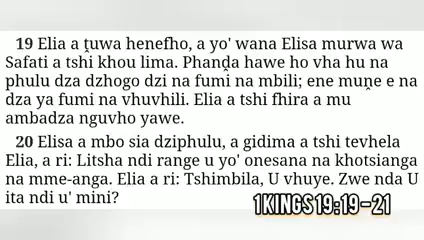 19 Elia a ṱuwa henefho, a yo' wana Elisa murwa wa
Safati a tshi khou lima. Phanḓa hawe ho vha hu na
phulu dza dzhogo dzi na fumi na mbili; ene muṋe e na
dza ya fumi na vhuvhili. Elia a tshi fhira a mu
ambadza nguvho yawe.
20 Elisa a mbo sia dziphulu, a gidima a tshi tevhela
Elia, a ri: Litsha ndi range u yo' onesana na khotsianga
na mme-anga. Elia a ri: Tshimbila, U vhuye. Zwe nda U
ita ndi u' mini?
1KINGS 19:19-21